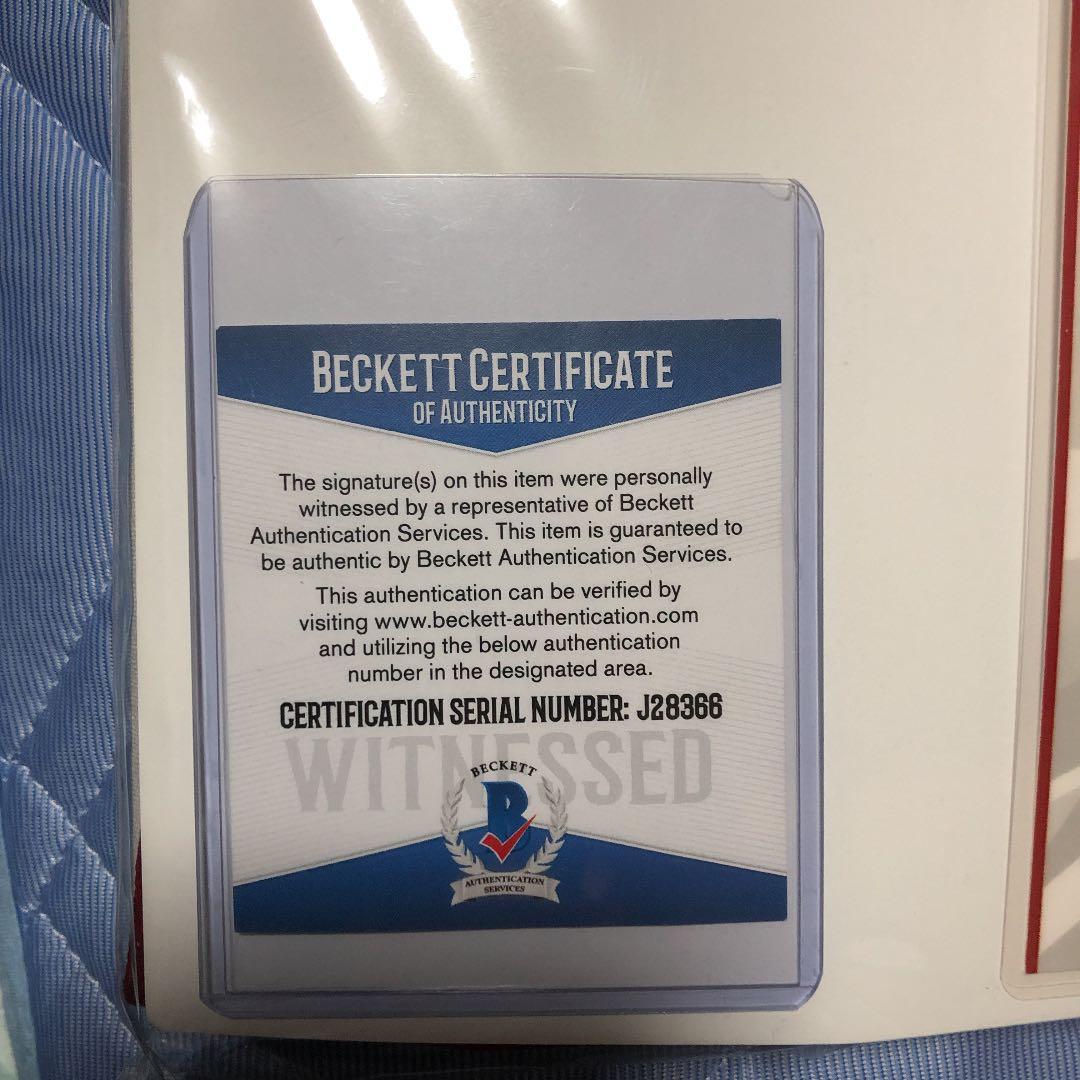 BECKETT CERTIFICATE
OF AUTHENTICITY
The signature(s) on this item were personally
witnessed by a representative of Beckett
Authentication Services. This item is guaranteed to
be authentic by Beckett Authentication Services.
This authentication can be verified by
visiting www.beckett-authentication.com
and utilizing the below authentication
number in the designated area.
CERTIFICATION SERIAL NUMBER: J28366
WITNESSED
BECKETT
B
AUTHENTICATION
SERVICES